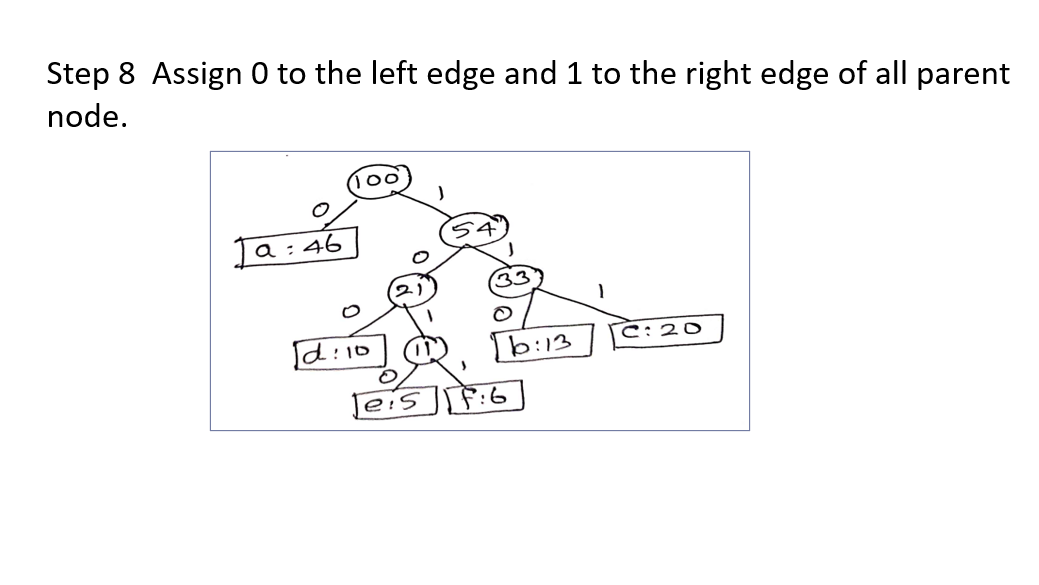 Step 8 Assign 0 to the left edge and 1 to the right edge of all parent
node.
100
0 1
a : 46
54
0 1
21
33
0 1 0 1
d : 10
11
b : 13
c : 20
0 1
e : 5
f : 6